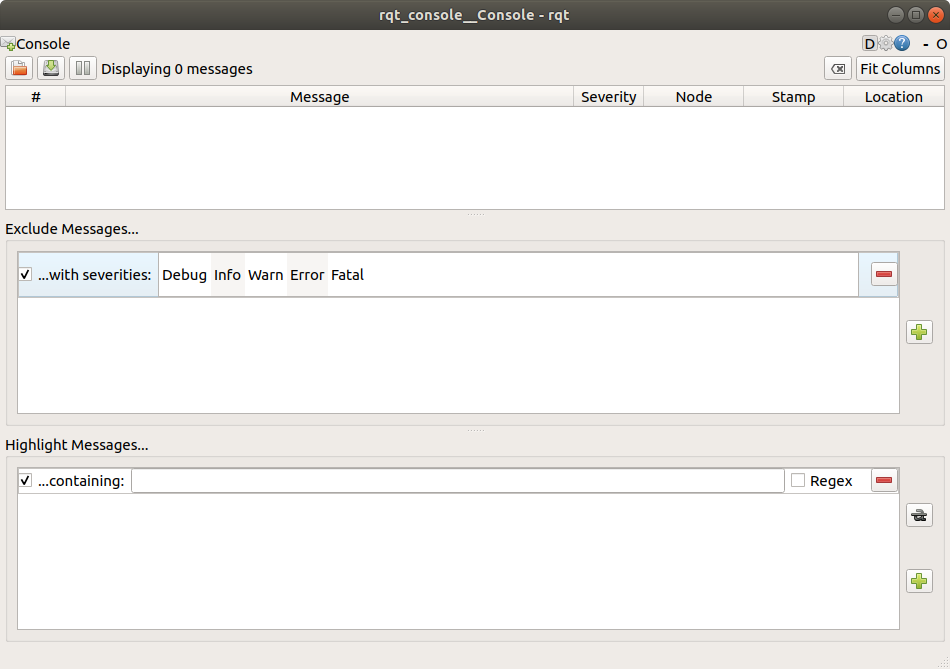 rqt_console__Console - rqt
Console D ? - O
Displaying 0 messages Fit Columns
# Message Severity Node Stamp Location
Exclude Messages...
...with severities: Debug Info Warn Error Fatal
Highlight Messages...
...containing: Regex